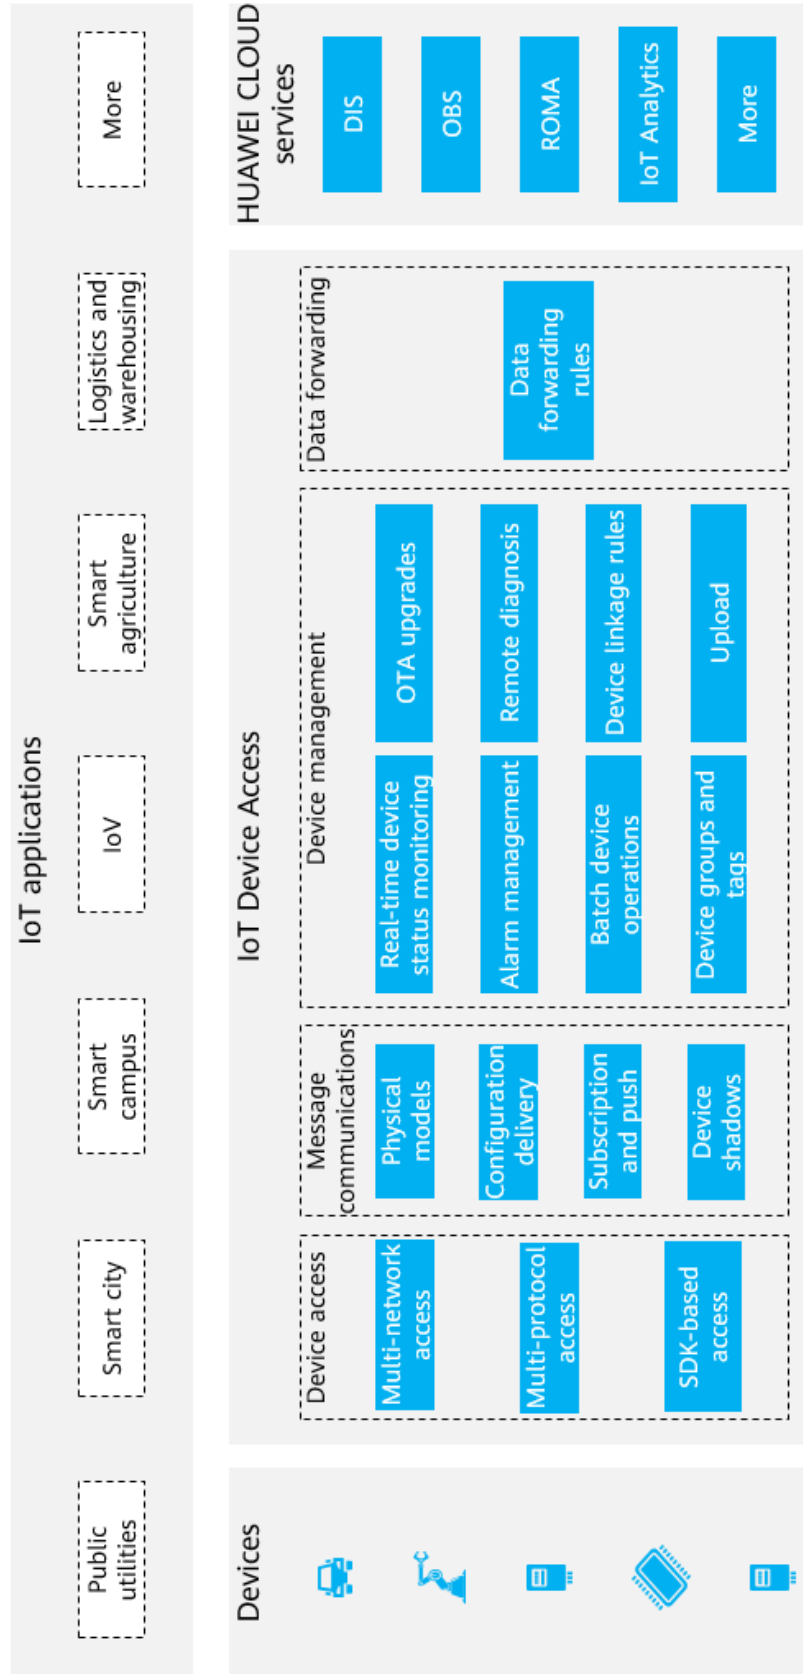 IoT applications
Public
utilities
Smart city
Smart
campus
IoV
Smart
agriculture
Logistics and
warehousing
More
Devices
IoT Device Access
Device access
Multi-network
access
Multi-protocol
access
SDK-based
access
Message
communications
Physical
models
Configuration
delivery
Subscription
and push
Device
shadows
Device management
Real-time device
status monitoring
OTA upgrades
Alarm management
Remote diagnosis
Batch device
operations
Device linkage rules
Device groups and
tags
Upload
Data forwarding
Data
forwarding
rules
HUAWEI CLOUD
services
DIS
OBS
ROMA
IoT Analytics
More